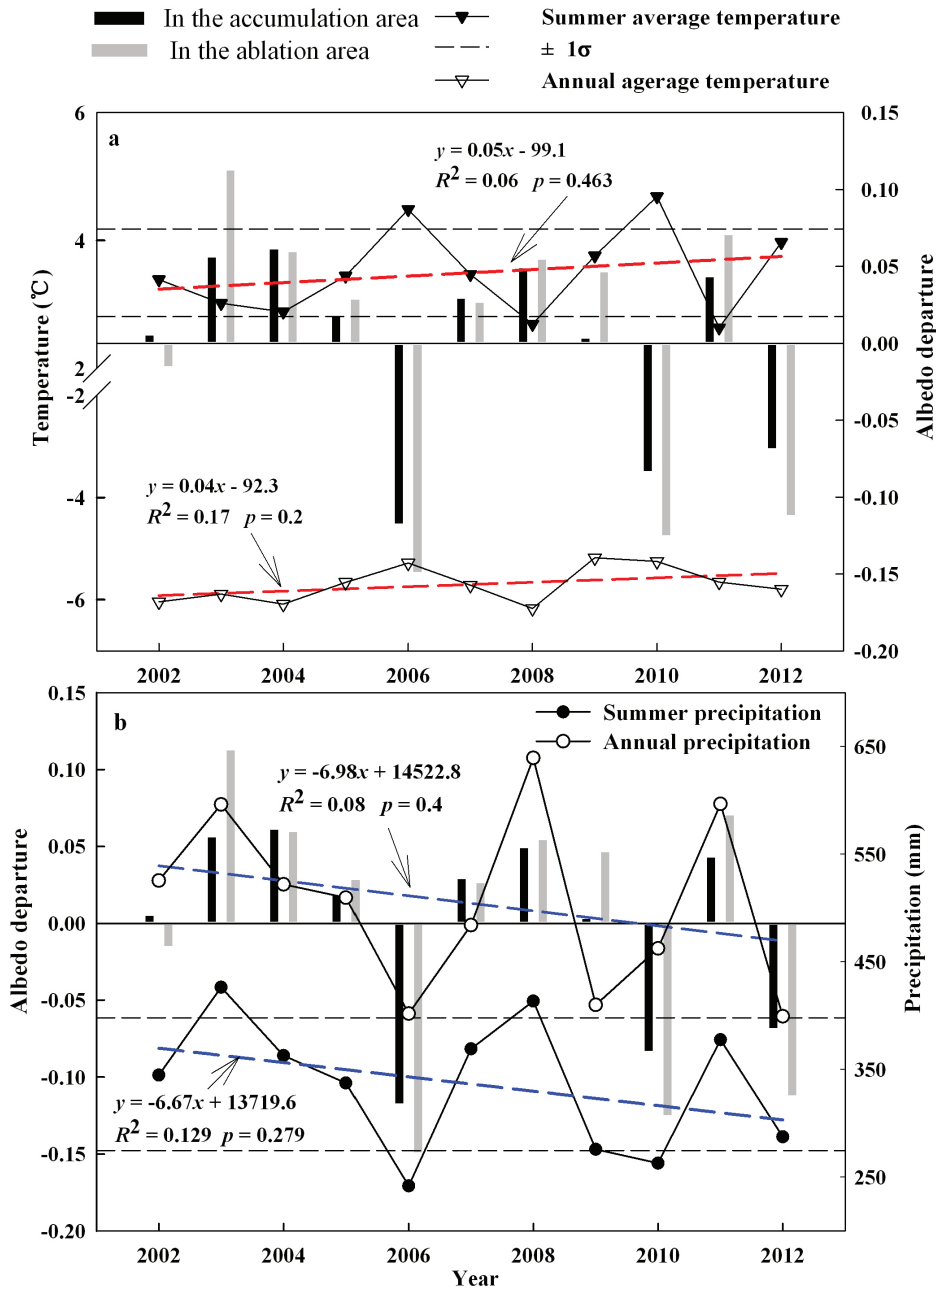 In the accumulation area
In the ablation area
Summer average temperature
± 1σ
Annual agerage temperature
a
y = 0.05x - 99.1
R² = 0.06 p = 0.463
y = 0.04x - 92.3
R² = 0.17 p = 0.2
6
4
2
-2
-4
-6
Temperature (℃)
0.15
0.10
0.05
0.00
-0.05
-0.10
-0.15
-0.20
Albedo departure
2002 2004 2006 2008 2010 2012
b
Summer precipitation
Annual precipitation
y = -6.98x + 14522.8
R² = 0.08 p = 0.4
y = -6.67x + 13719.6
R² = 0.129 p = 0.279
0.15
0.10
0.05
0.00
-0.05
-0.10
-0.15
-0.20
Albedo departure
650
550
450
350
250
Precipitation (mm)
2002 2004 2006 2008 2010 2012
Year